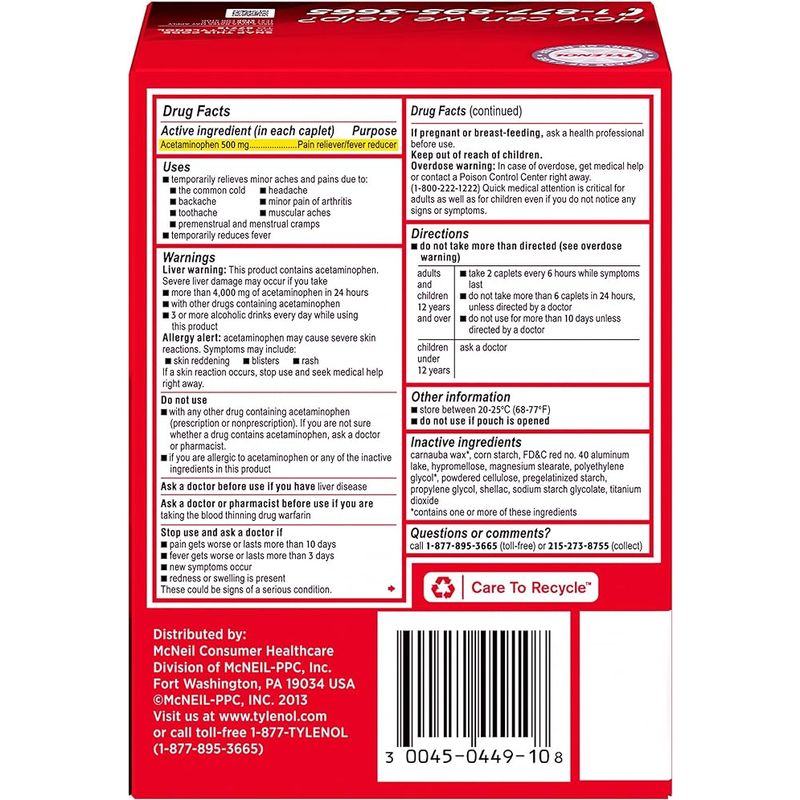 How can we help?
1-877-895-3665
TYLENOL
Drug Facts
Active ingredient (in each caplet) Purpose
Acetaminophen 500 mg......................Pain reliever/fever reducer
Uses
■ temporarily relieves minor aches and pains due to:
■ the common cold ■ headache
■ backache ■ minor pain of arthritis
■ toothache ■ muscular aches
■ premenstrual and menstrual cramps
■ temporarily reduces fever
Warnings
Liver warning: This product contains acetaminophen.
Severe liver damage may occur if you take
■ more than 4,000 mg of acetaminophen in 24 hours
■ with other drugs containing acetaminophen
■ 3 or more alcoholic drinks every day while using
this product
Allergy alert: acetaminophen may cause severe skin
reactions. Symptoms may include:
■ skin reddening ■ blisters ■ rash
If a skin reaction occurs, stop use and seek medical help
right away.
Do not use
■ with any other drug containing acetaminophen
(prescription or nonprescription). If you are not sure
whether a drug contains acetaminophen, ask a doctor
or pharmacist.
■ if you are allergic to acetaminophen or any of the inactive
ingredients in this product
Ask a doctor before use if you have liver disease
Ask a doctor or pharmacist before use if you are
taking the blood thinning drug warfarin
Stop use and ask a doctor if
■ pain gets worse or lasts more than 10 days
■ fever gets worse or lasts more than 3 days
■ new symptoms occur
■ redness or swelling is present
These could be signs of a serious condition.
Drug Facts (continued)
If pregnant or breast-feeding, ask a health professional
before use.
Keep out of reach of children.
Overdose warning: In case of overdose, get medical help
or contact a Poison Control Center right away.
(1-800-222-1222) Quick medical attention is critical for
adults as well as for children even if you do not notice any
signs or symptoms.
Directions
■ do not take more than directed (see overdose
warning)
adults
and
children
12 years
and over
■ take 2 caplets every 6 hours while symptoms
last
■ do not take more than 6 caplets in 24 hours,
unless directed by a doctor
■ do not use for more than 10 days unless
directed by a doctor
children
under
12 years
ask a doctor
Other information
■ store between 20-25°C (68-77°F)
■ do not use if pouch is opened
Inactive ingredients
carnauba wax*, corn starch, FD&C red no. 40 aluminum
lake, hypromellose, magnesium stearate, polyethylene
glycol*, powdered cellulose, pregelatinized starch,
propylene glycol, shellac, sodium starch glycolate, titanium
dioxide
*contains one or more of these ingredients
Questions or comments?
call 1-877-895-3665 (toll-free) or 215-273-8755 (collect)
Care To Recycle™
Distributed by:
McNeil Consumer Healthcare
Division of McNEIL-PPC, Inc.
Fort Washington, PA 19034 USA
©McNEIL-PPC, INC. 2013
Visit us at www.tylenol.com
or call toll-free 1-877-TYLENOL
(1-877-895-3665)
3 0045-0449-10 8